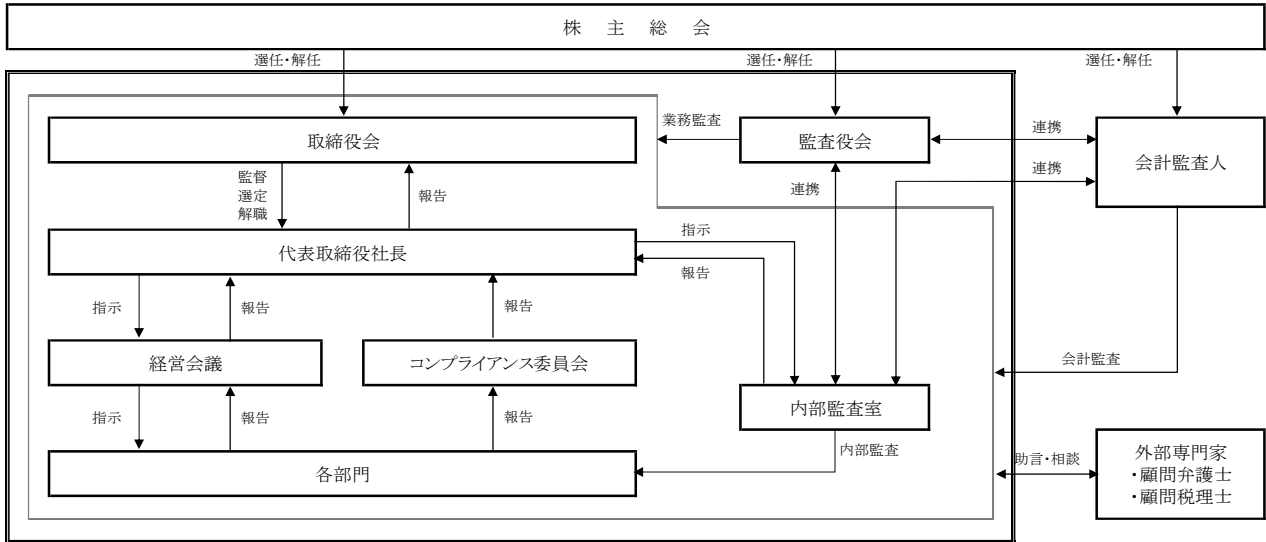 株 主 総 会
選任・解任
選任・解任
選任・解任
取締役会
業務監査
監査役会
連携
会計監査人
連携
監督
選定
解職
報告
連携
代表取締役社長
指示
報告
指示
報告
報告
経営会議
コンプライアンス委員会
会計監査
内部監査室
指示
報告
報告
内部監査
各部門
助言・相談
外部専門家
・顧問弁護士
・顧問税理士